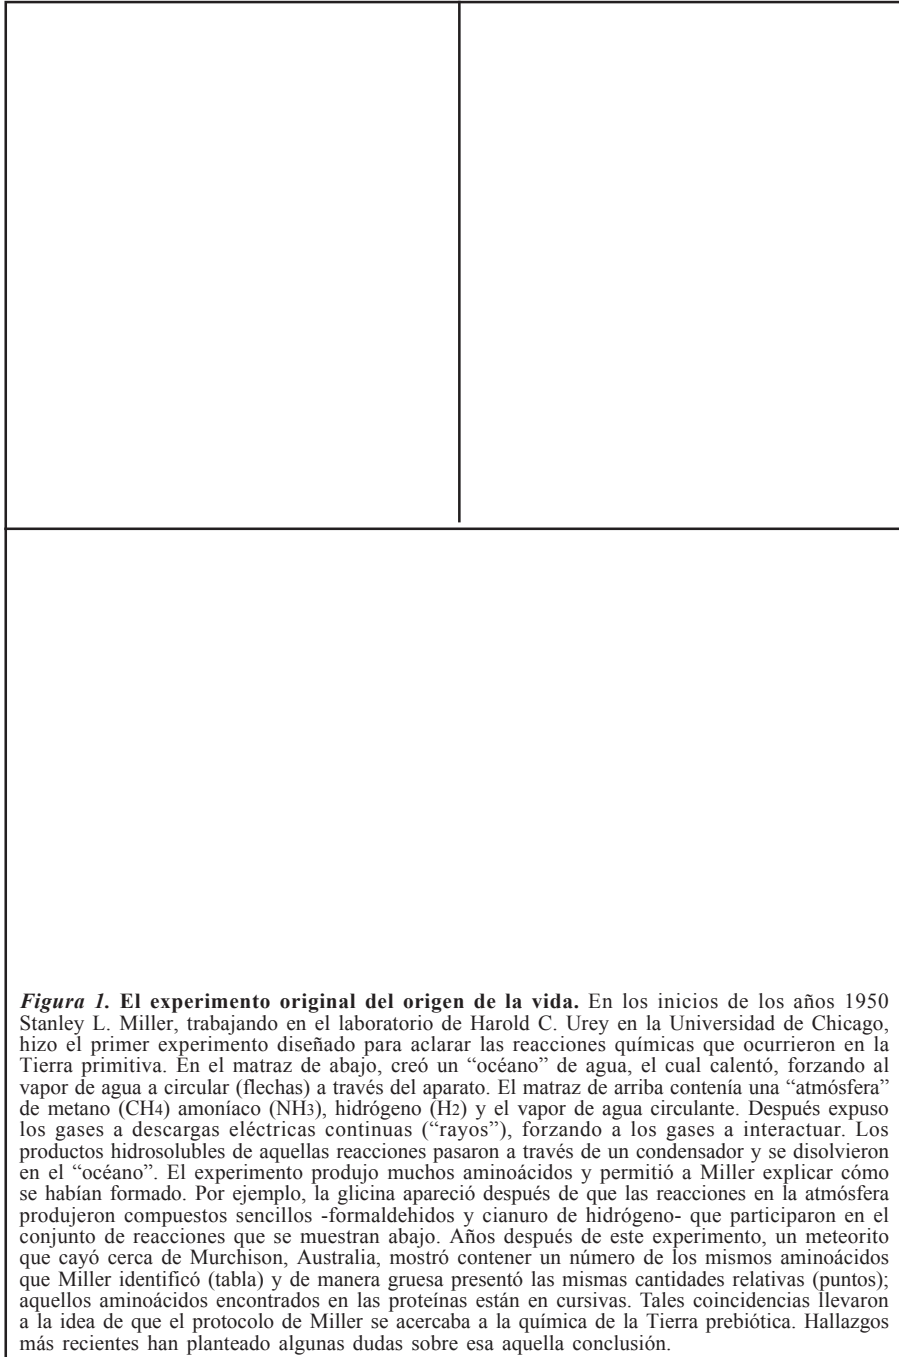 Figura 1. El experimento original del origen de la vida. En los inicios de los años 1950
Stanley L. Miller, trabajando en el laboratorio de Harold C. Urey en la Universidad de Chicago,
hizo el primer experimento diseñado para aclarar las reacciones químicas que ocurrieron en la
Tierra primitiva. En el matraz de abajo, creó un “océano” de agua, el cual calentó, forzando al
vapor de agua a circular (flechas) a través del aparato. El matraz de arriba contenía una “atmósfera”
de metano (CH4) amoníaco (NH3), hidrógeno (H2) y el vapor de agua circulante. Después expuso
los gases a descargas eléctricas continuas (“rayos”), forzando a los gases a interactuar. Los
productos hidrosolubles de aquellas reacciones pasaron a través de un condensador y se disolvieron
en el “océano”. El experimento produjo muchos aminoácidos y permitió a Miller explicar cómo
se habían formado. Por ejemplo, la glicina apareció después de que las reacciones en la atmósfera
produjeron compuestos sencillos -formaldehidos y cianuro de hidrógeno- que participaron en el
conjunto de reacciones que se muestran abajo. Años después de este experimento, un meteorito
que cayó cerca de Murchison, Australia, mostró contener un número de los mismos aminoácidos
que Miller identificó (tabla) y de manera gruesa presentó las mismas cantidades relativas (puntos);
aquellos aminoácidos encontrados en las proteínas están en cursivas. Tales coincidencias llevaron
a la idea de que el protocolo de Miller se acercaba a la química de la Tierra prebiótica. Hallazgos
más recientes han planteado algunas dudas sobre esa aquella conclusión.